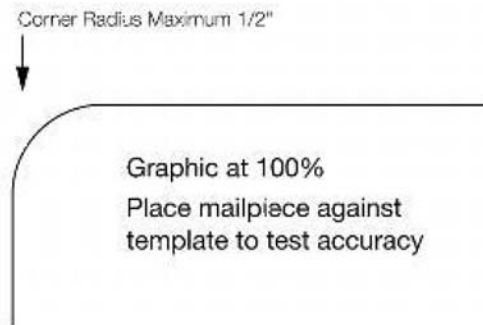 Corner Radius Maximum 1/2"
Graphic at 100%
Place mailpiece against
template to test accuracy